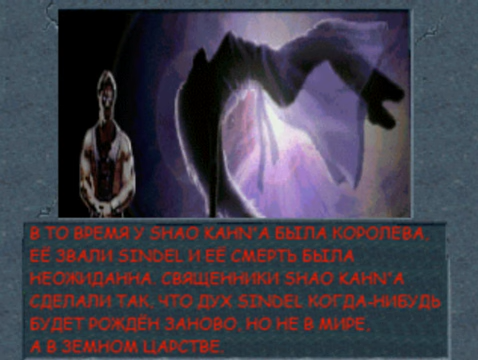 В ТО ВРЕМЯ У SHAO KAHN'А БЫЛА КОРОЛЕВА.
ЕЁ ЗВАЛИ SINDEL И ЕЁ СМЕРТЬ БЫЛА
НЕОЖИДАННА. СВЯЩЕННИКИ SHAO KAHN'А
СДЕЛАЛИ ТАК, ЧТО ДУХ SINDEL КОГДА-НИБУДЬ
БУДЕТ РОЖДЁН ЗАНОВО, НО НЕ В МИРЕ,
А В ЗЕМНОМ ЦАРСТВЕ.